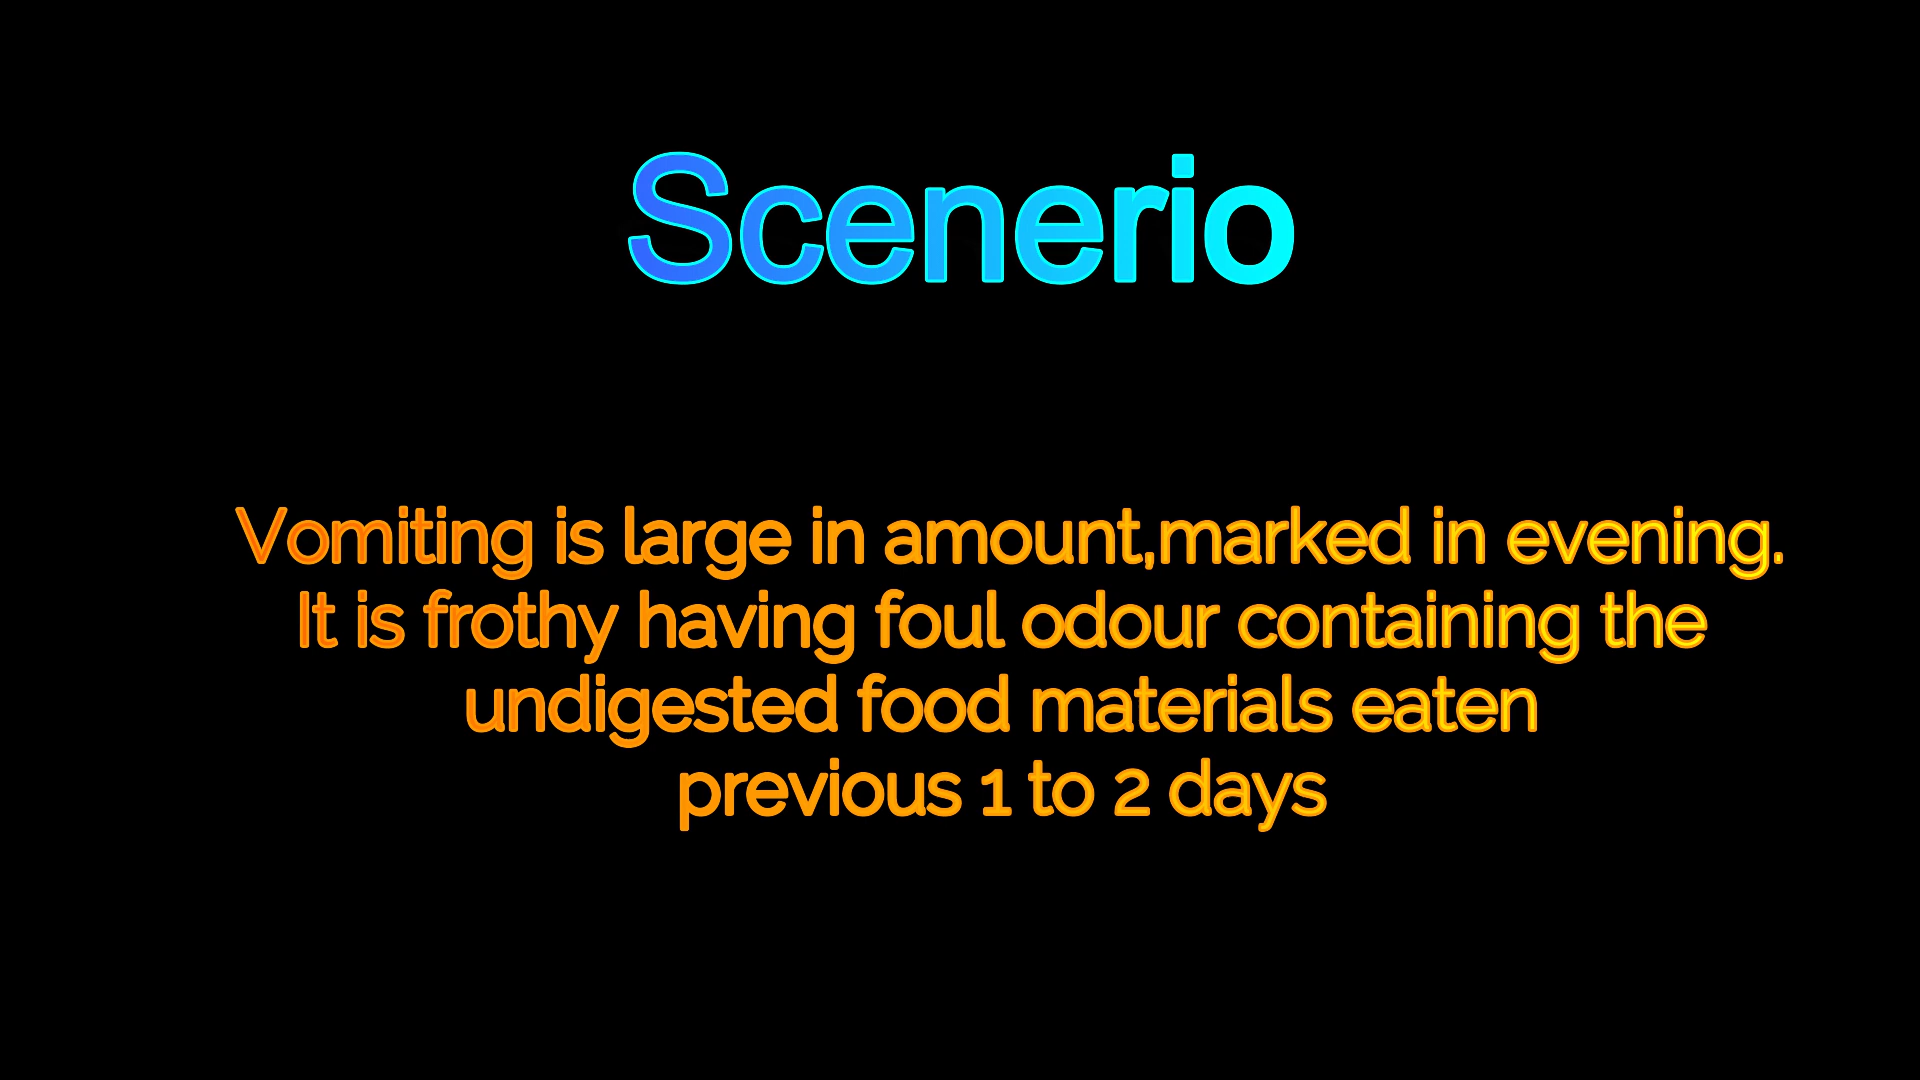 Scenerio
Vomiting is large in amount,marked in evening.
It is frothy having foul odour containing the
undigested food materials eaten
previous 1 to 2 days